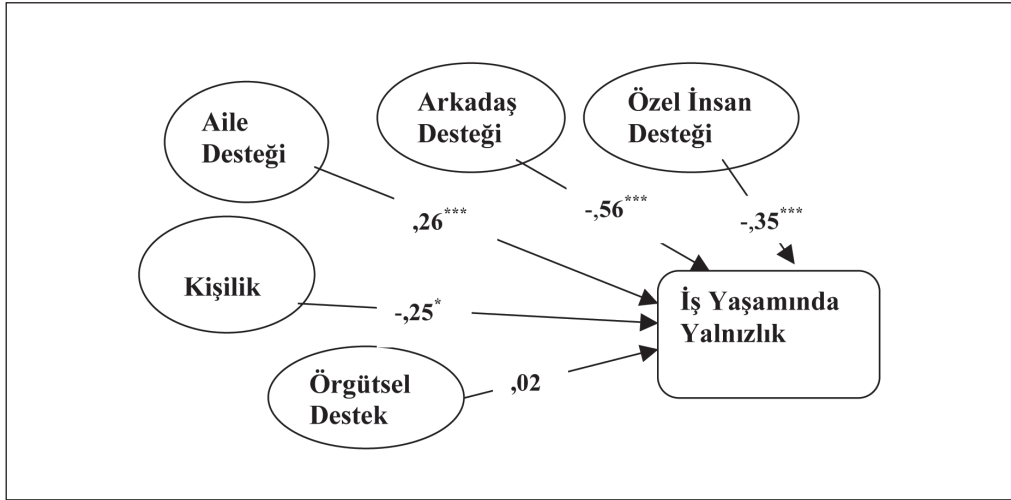 Aile
Desteği
Arkadaş
Desteği
Özel İnsan
Desteği
,26***
-,56***
-,35***
Kişilik
-,25*
İş Yaşamında
Yalnızlık
Örgütsel
Destek
,02